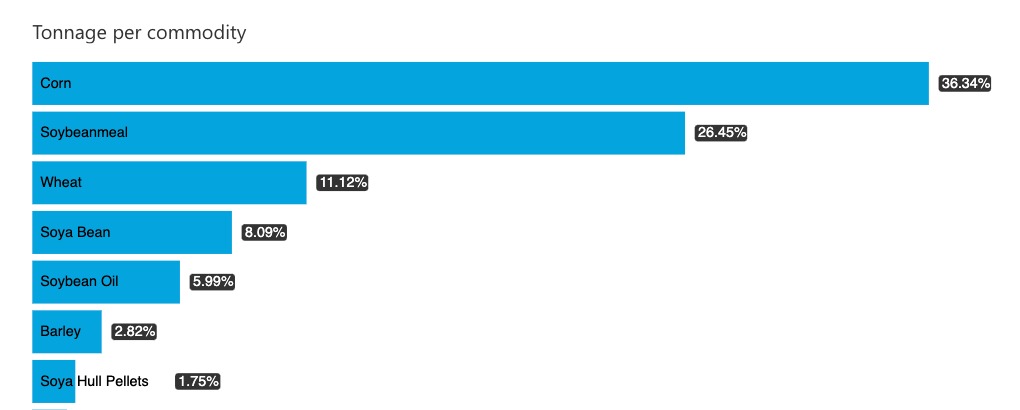 Tonnage per commodity
Corn 36.34%
Soybeanmeal 26.45%
Wheat 11.12%
Soya Bean 8.09%
Soybean Oil 5.99%
Barley 2.82%
Soya Hull Pellets 1.75%